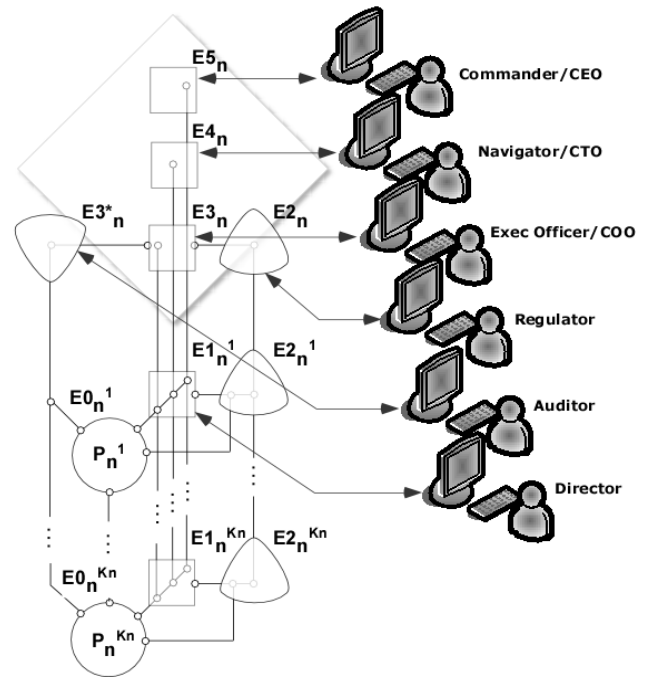 E5n
Commander/CEO
E4n
Navigator/CTO
E3*n
E3n
E2n
Exec Officer/COO
Regulator
E1n1
E2n1
E0n1
Auditor
Pn1
Director
E1nKn
E2nKn
E0nKn
PnKn